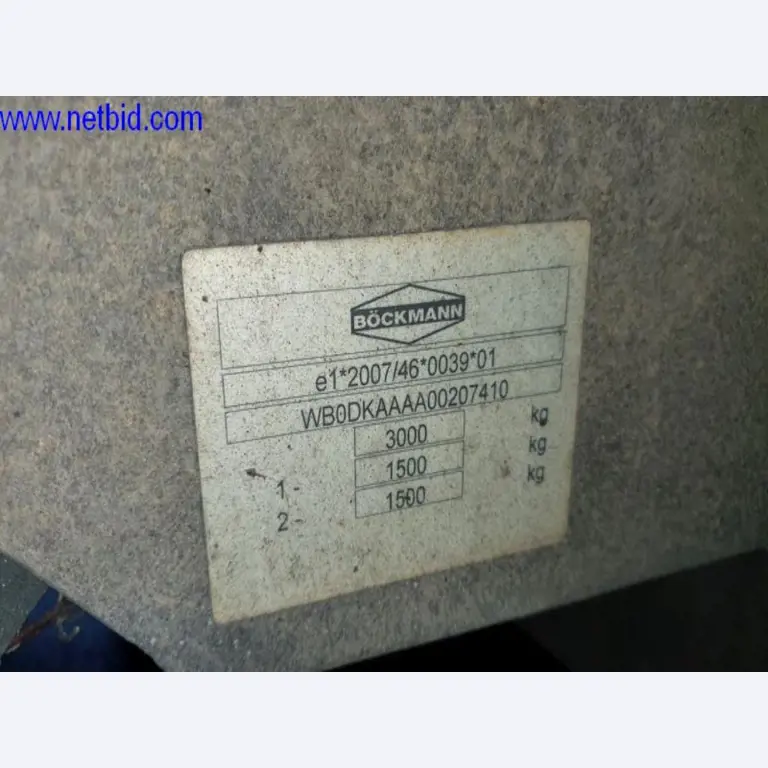 www.netbid.com
BÖCKMANN
e1*2007/46*0039*01
WB0DKAAAA00207410
3000 kg
1 - 1500 kg
2 - 1500 kg